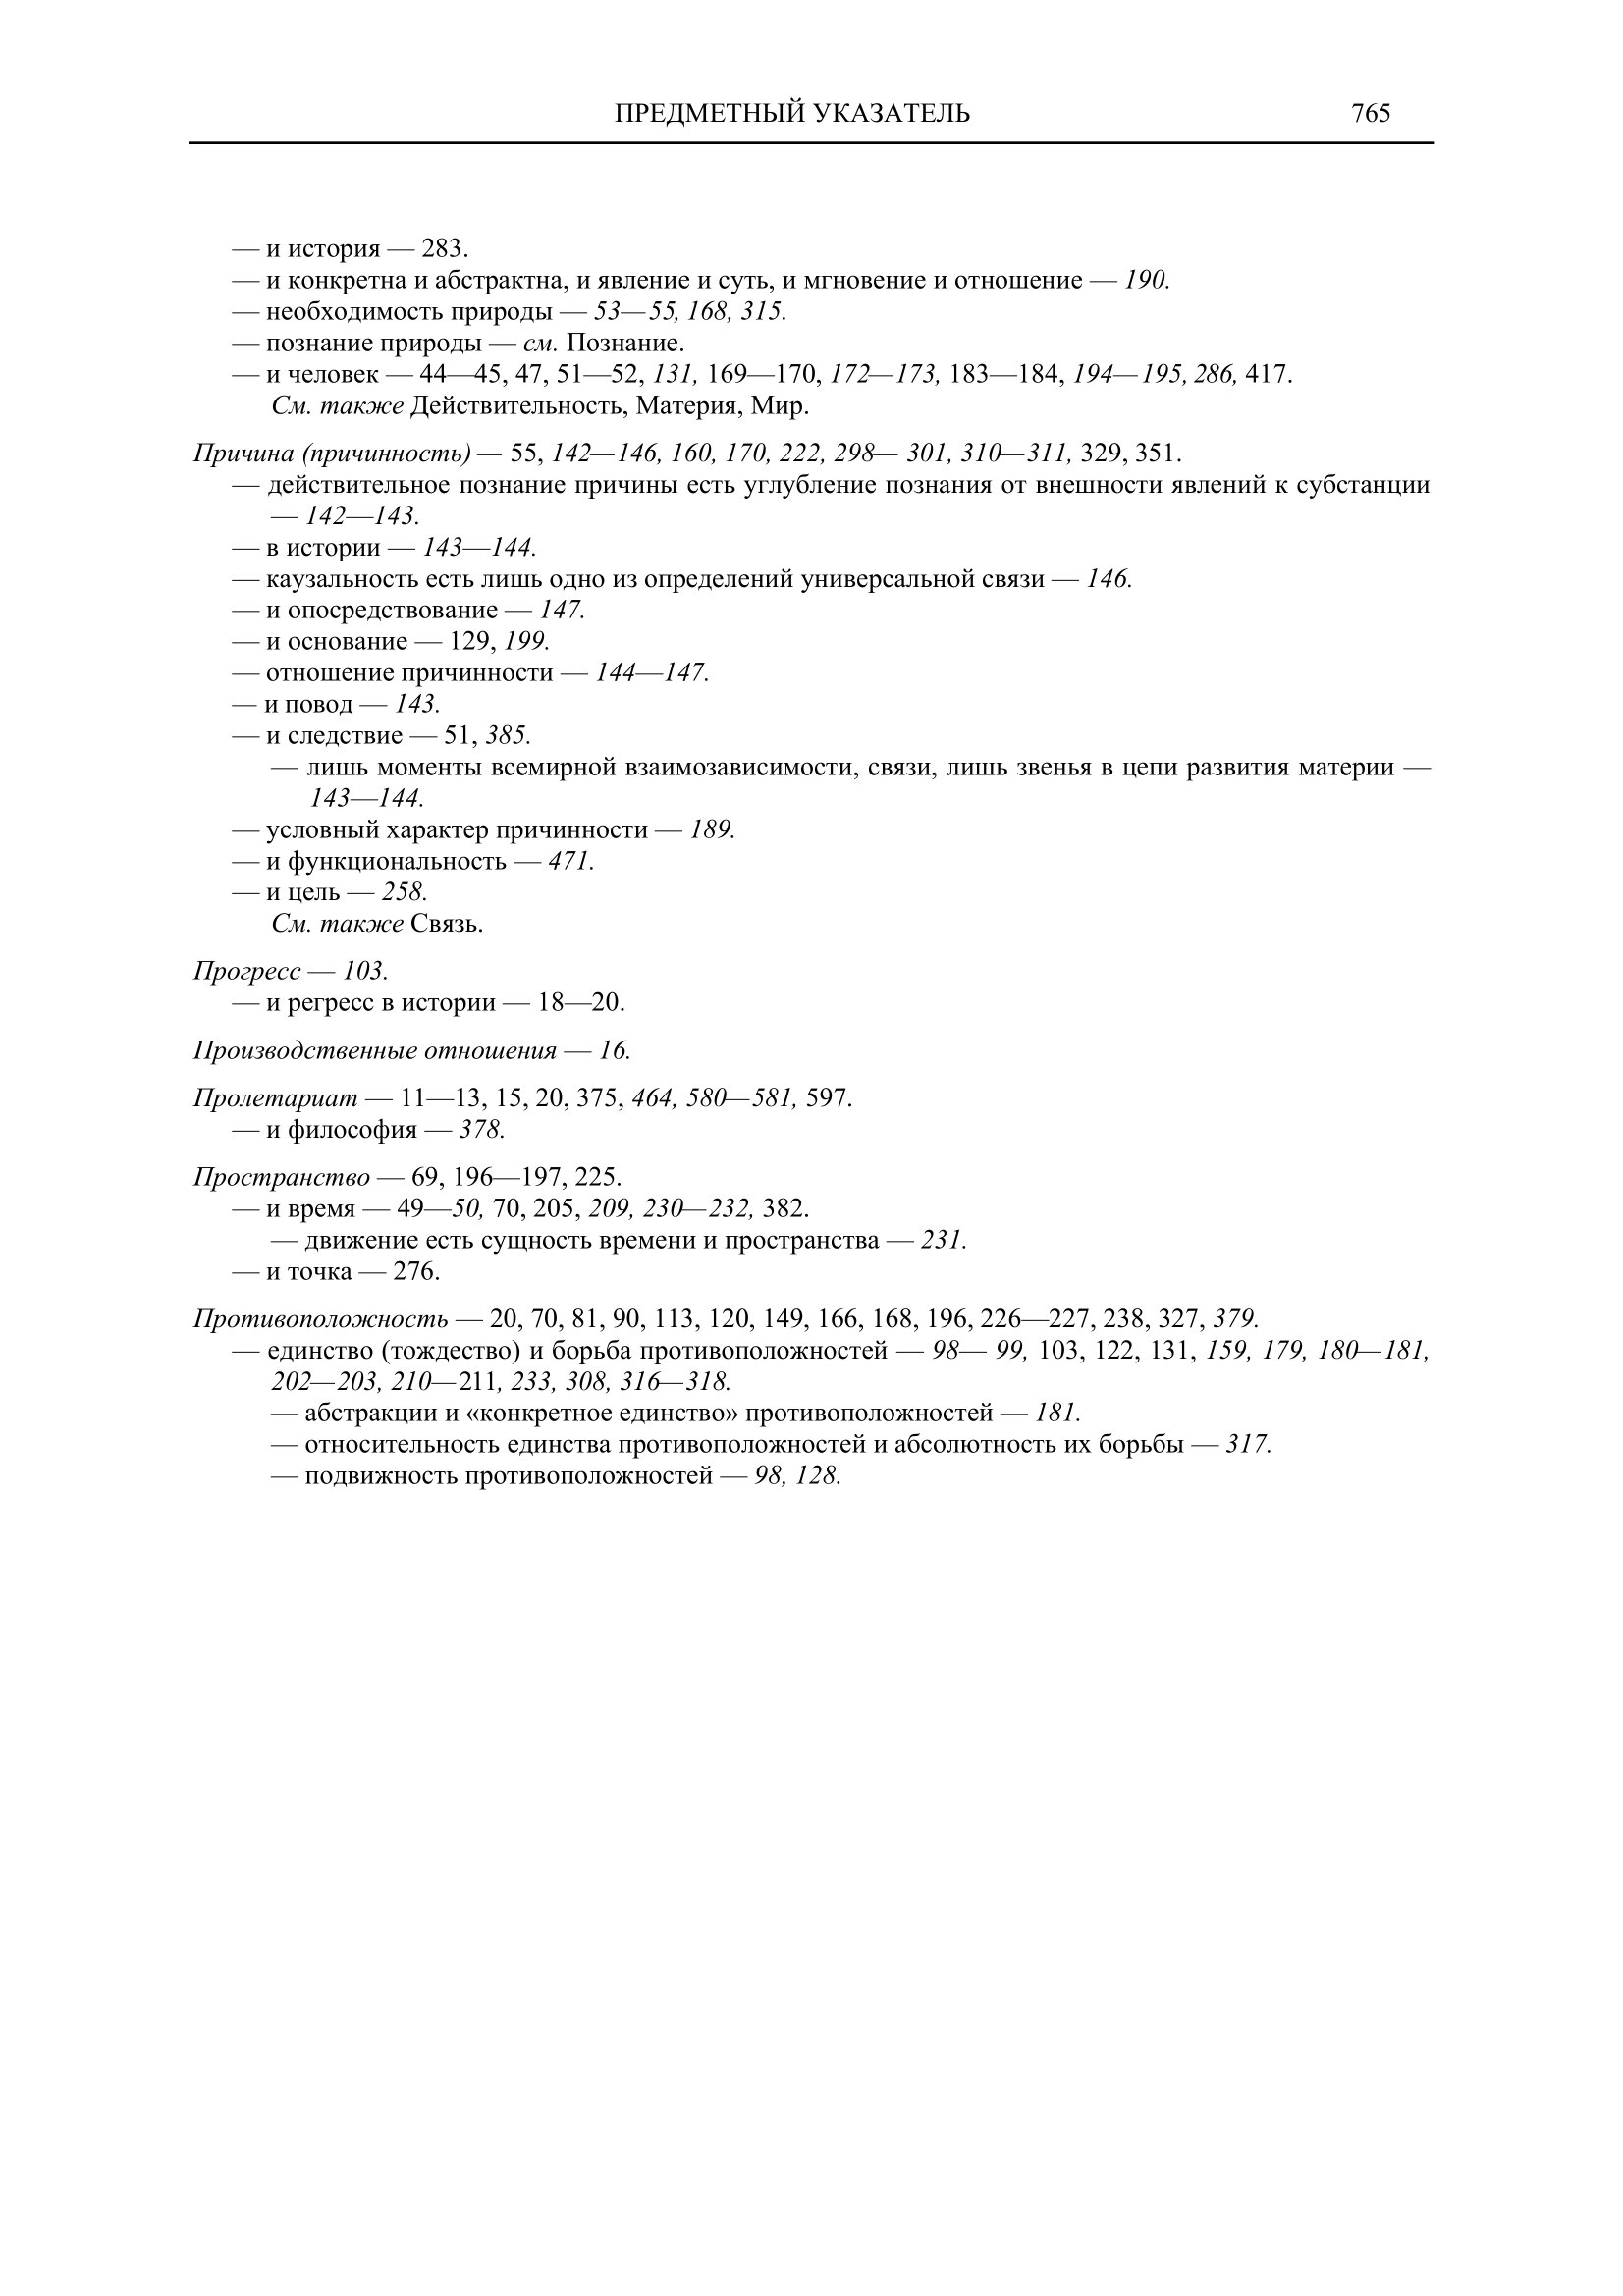 ПРЕДМЕТНЫЙ УКАЗАТЕЛЬ 765
— и история — 283.
— и конкретна и абстрактна, и явление и суть, и мгновение и отношение — 190.
— необходимость природы — 53—55, 168, 315.
— познание природы — см. Познание.
— и человек — 44—45, 47, 51—52, 131, 169—170, 172—173, 183—184, 194—195, 286, 417.
См. также Действительность, Материя, Мир.
Причина (причинность) — 55, 142—146, 160, 170, 222, 298— 301, 310—311, 329, 351.
— действительное познание причины есть углубление познания от внешности явлений к субстанции
— 142—143.
— в истории — 143—144.
— каузальность есть лишь одно из определений универсальной связи — 146.
— и опосредствование — 147.
— и основание — 129, 199.
— отношение причинности — 144—147.
— и повод — 143.
— и следствие — 51, 385.
— лишь моменты всемирной взаимозависимости, связи, лишь звенья в цепи развития материи —
143—144.
— условный характер причинности — 189.
— и функциональность — 471.
— и цель — 258.
См. также Связь.
Прогресс — 103.
— и регресс в истории — 18—20.
Производственные отношения — 16.
Пролетариат — 11—13, 15, 20, 375, 464, 580—581, 597.
— и философия — 378.
Пространство — 69, 196—197, 225.
— и время — 49—50, 70, 205, 209, 230—232, 382.
— движение есть сущность времени и пространства — 231.
— и точка — 276.
Противоположность — 20, 70, 81, 90, 113, 120, 149, 166, 168, 196, 226—227, 238, 327, 379.
— единство (тождество) и борьба противоположностей — 98— 99, 103, 122, 131, 159, 179, 180—181,
202—203, 210—211, 233, 308, 316—318.
— абстракции и «конкретное единство» противоположностей — 181.
— относительность единства противоположностей и абсолютность их борьбы — 317.
— подвижность противоположностей — 98, 128.